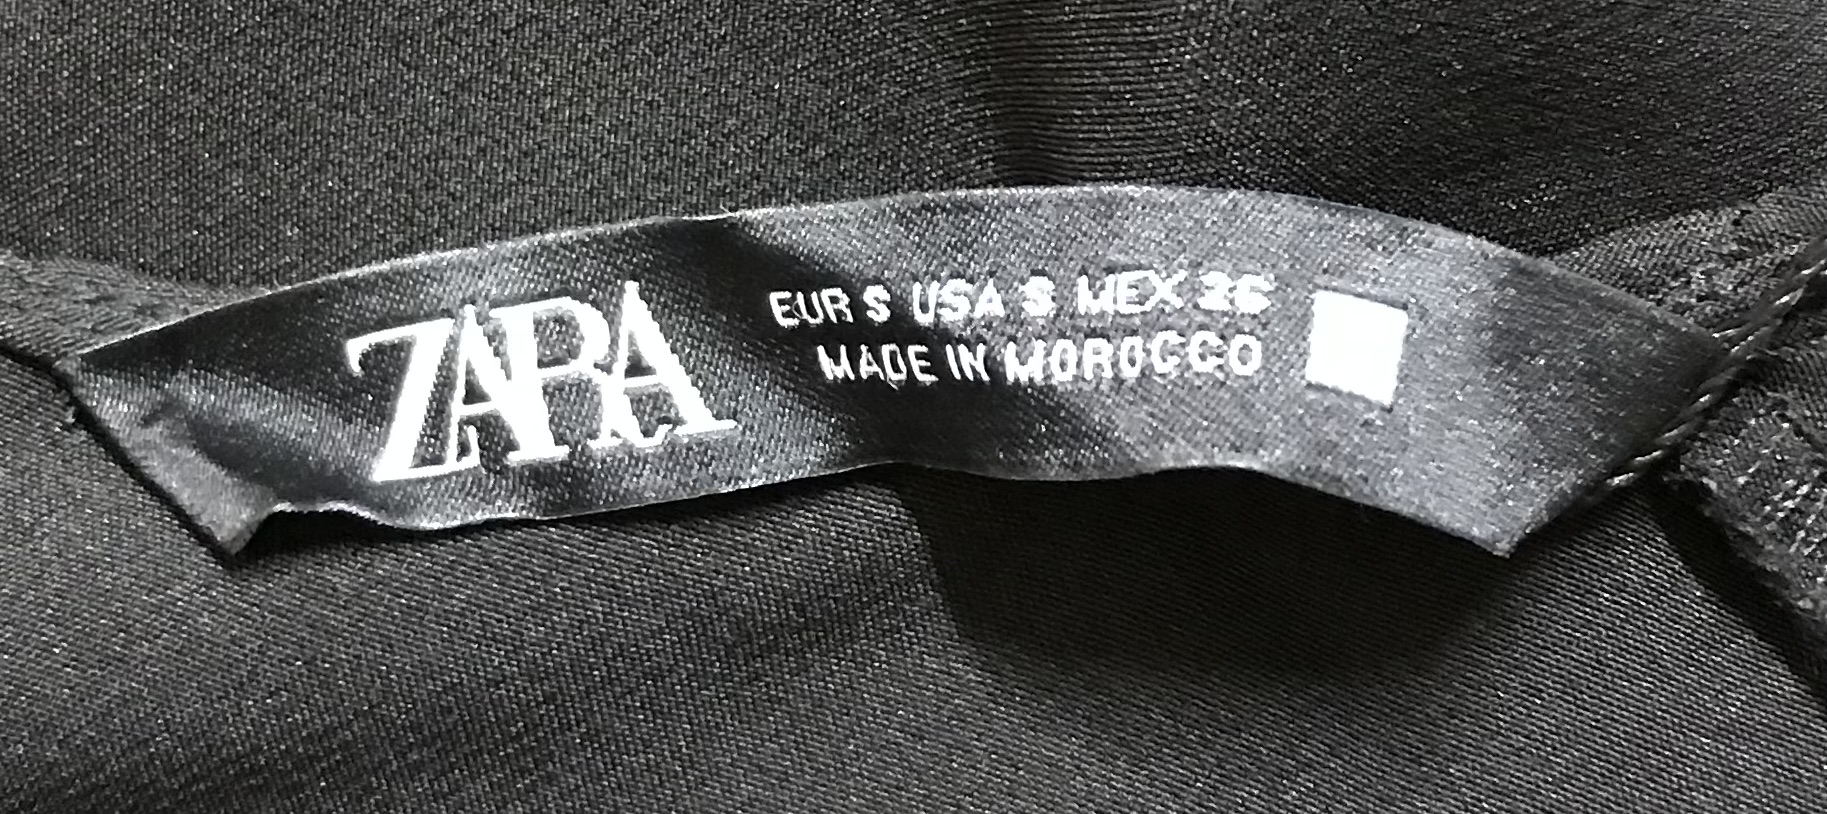 ZARA
EUR S USA S MEX 26
MADE IN MOROCCO